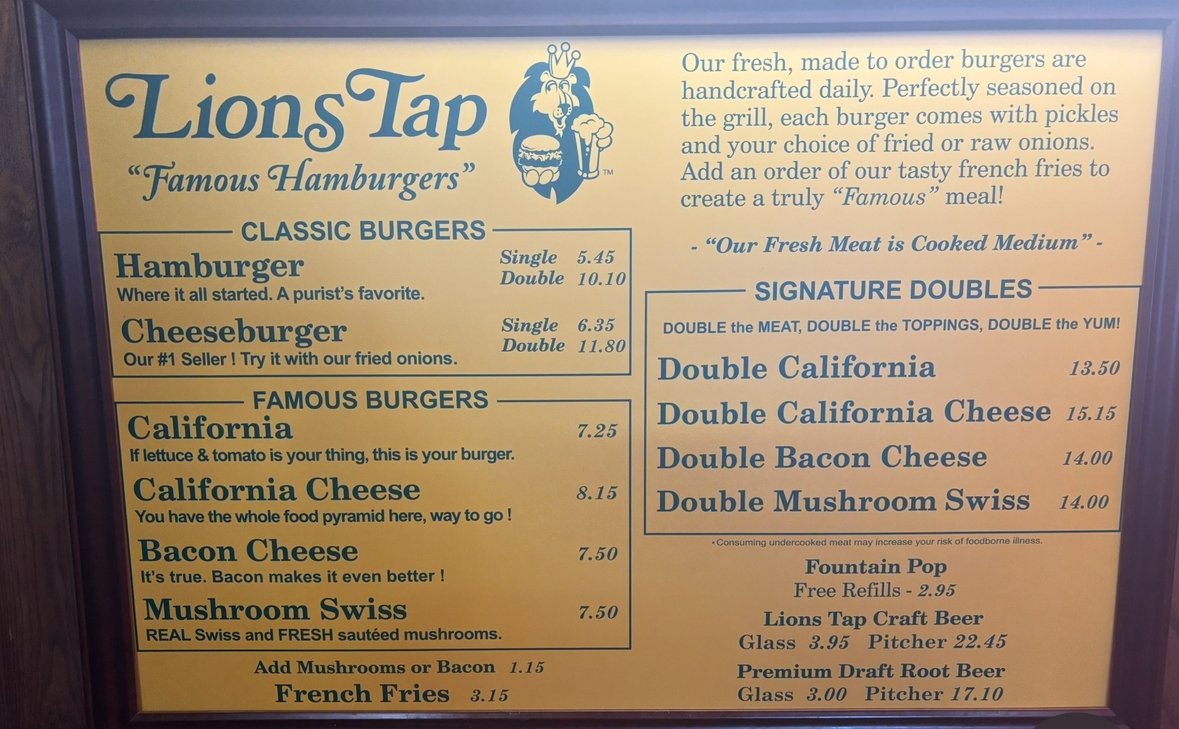 Lions Tap
“Famous Hamburgers”
TM
CLASSIC BURGERS
Hamburger Single 5.45
Double 10.10
Where it all started. A purist’s favorite.
Cheeseburger Single 6.35
Double 11.80
Our #1 Seller ! Try it with our fried onions.
FAMOUS BURGERS
California 7.25
If lettuce & tomato is your thing, this is your burger.
California Cheese 8.15
You have the whole food pyramid here, way to go !
Bacon Cheese 7.50
It’s true. Bacon makes it even better !
Mushroom Swiss 7.50
REAL Swiss and FRESH sautéed mushrooms.
Add Mushrooms or Bacon 1.15
French Fries 3.15
Our fresh, made to order burgers are
handcrafted daily. Perfectly seasoned on
the grill, each burger comes with pickles
and your choice of fried or raw onions.
Add an order of our tasty french fries to
create a truly “Famous” meal!
- “Our Fresh Meat is Cooked Medium” -
SIGNATURE DOUBLES
DOUBLE the MEAT, DOUBLE the TOPPINGS, DOUBLE the YUM!
Double California 13.50
Double California Cheese 15.15
Double Bacon Cheese 14.00
Double Mushroom Swiss 14.00
•Consuming undercooked meat may increase your risk of foodborne illness.
Fountain Pop
Free Refills - 2.95
Lions Tap Craft Beer
Glass 3.95 Pitcher 22.45
Premium Draft Root Beer
Glass 3.00 Pitcher 17.10